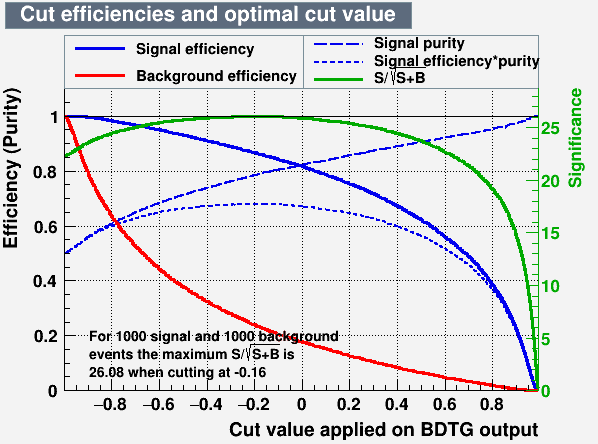 Cut efficiencies and optimal cut value
Signal efficiency
Background efficiency
Signal purity
Signal efficiency*purity
S/√S+B
Efficiency (Purity)
1
0.8
0.6
0.4
0.2
0
25
20
15
10
5
0
Significance
For 1000 signal and 1000 background
events the maximum S/√S+B is
26.08 when cutting at -0.16
−0.8 −0.6 −0.4 −0.2 0 0.2 0.4 0.6 0.8
Cut value applied on BDTG output